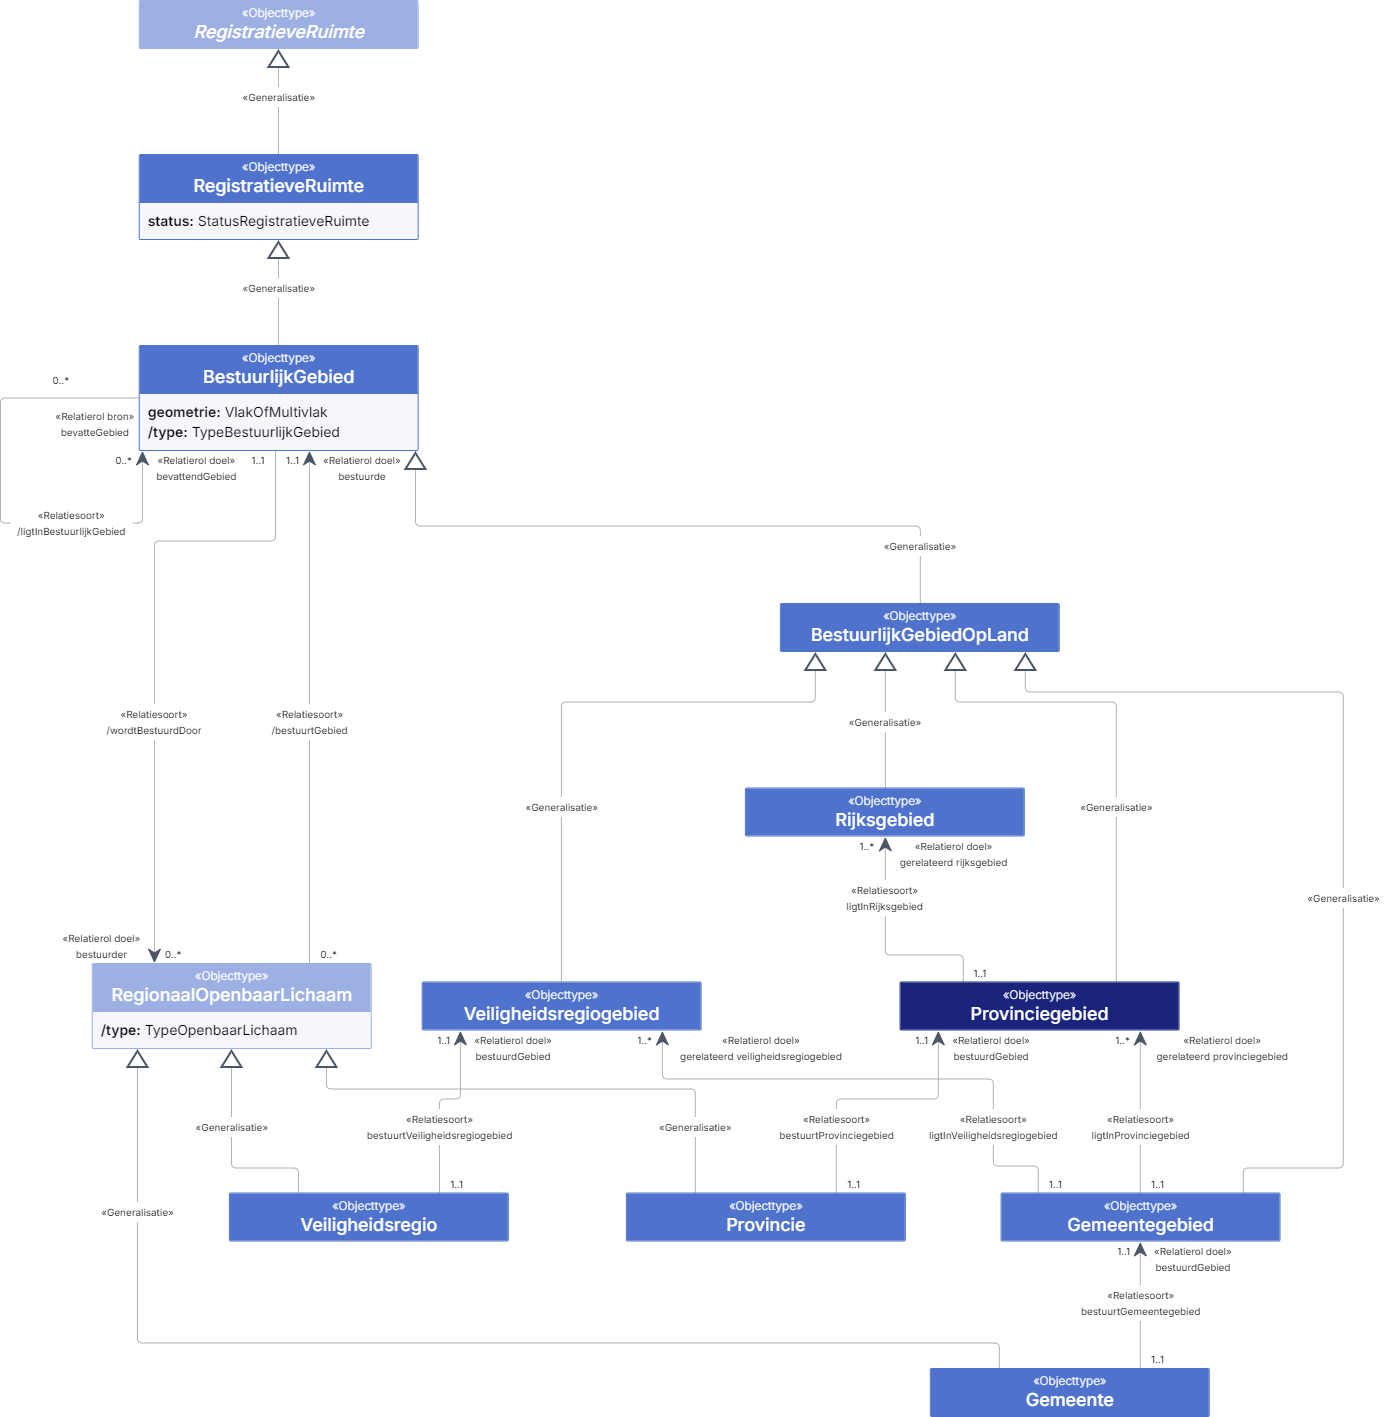 «Objecttype»
RegistratieveRuimte
«Generalisatie»
«Objecttype»
RegistratieveRuimte
status: StatusRegistratieveRuimte
«Generalisatie»
«Objecttype»
BestuurlijkGebied
geometrie: VlakOfMultivlak
/type: TypeBestuurlijkGebied
0..*
«Relatierol bron»
bevatteGebied
0..*
«Relatierol doel»
bevattendGebied
1..1
1..1
«Relatierol doel»
bestuurde
«Relatiesoort»
/ligtInBestuurlijkGebied
«Generalisatie»
«Objecttype»
BestuurlijkGebiedOpLand
«Relatiesoort»
/wordtBestuurdDoor
«Relatiesoort»
/bestuurtGebied
«Generalisatie»
«Generalisatie»
«Generalisatie»
«Objecttype»
Rijksgebied
1..*
«Relatierol doel»
gerelateerd rijksgebied
«Relatiesoort»
ligtInRijksgebied
«Generalisatie»
«Relatierol doel»
bestuurder
0..*
0..*
«Objecttype»
RegionaalOpenbaarLichaam
/type: TypeOpenbaarLichaam
1..1
«Objecttype»
Veiligheidsregiogebied
«Objecttype»
Provinciegebied
1..1
«Relatierol doel»
bestuurdGebied
1..*
«Relatierol doel»
gerelateerd veiligheidsregiogebied
1..1
«Relatierol doel»
bestuurdGebied
1..*
«Relatierol doel»
gerelateerd provinciegebied
«Generalisatie»
«Relatiesoort»
bestuurtVeiligheidsregiogebied
«Generalisatie»
«Relatiesoort»
bestuurtProvinciegebied
«Relatiesoort»
ligtInVeiligheidsregiogebied
«Relatiesoort»
ligtInProvinciegebied
1..1
1..1
1..1
1..1
«Generalisatie»
«Objecttype»
Veiligheidsregio
«Objecttype»
Provincie
«Objecttype»
Gemeentegebied
1..1
«Relatierol doel»
bestuurdGebied
«Relatiesoort»
bestuurtGemeentegebied
1..1
«Objecttype»
Gemeente